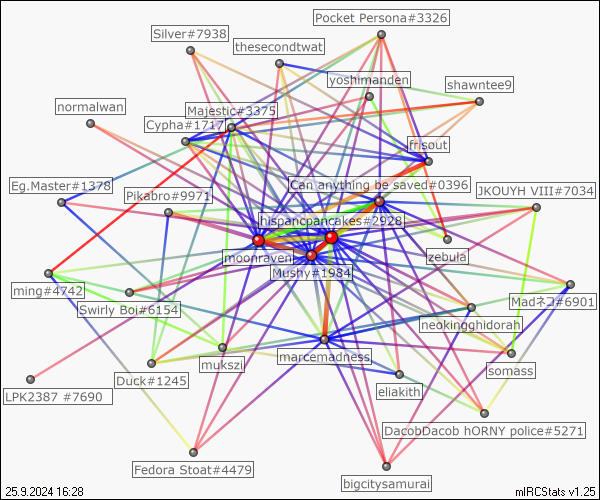 Pocket Persona#3326
Silver#7938
thesecondtwat
yoshimanden
shawntee9
normalwan
Majestic#3375
Cypha#1717
frisout
Can anything be saved#0396
Eg.Master#1378
Pikabro#9971
JKOUYH VIII#7034
hispancpancakes#2928
moonraven
zebula
Mushy#1984
ming#4742
Swirly Boi#6154
Madネコ#6901
neokingghidorah
marcemadness
mukszi
somass
Duck#1245
eliakith
LPK2387 #7690
DacobDacob hORNY police#5271
Fedora Stoat#4479
bigcitysamurai
25.9.2024 16:28
mIRCStats v1.25